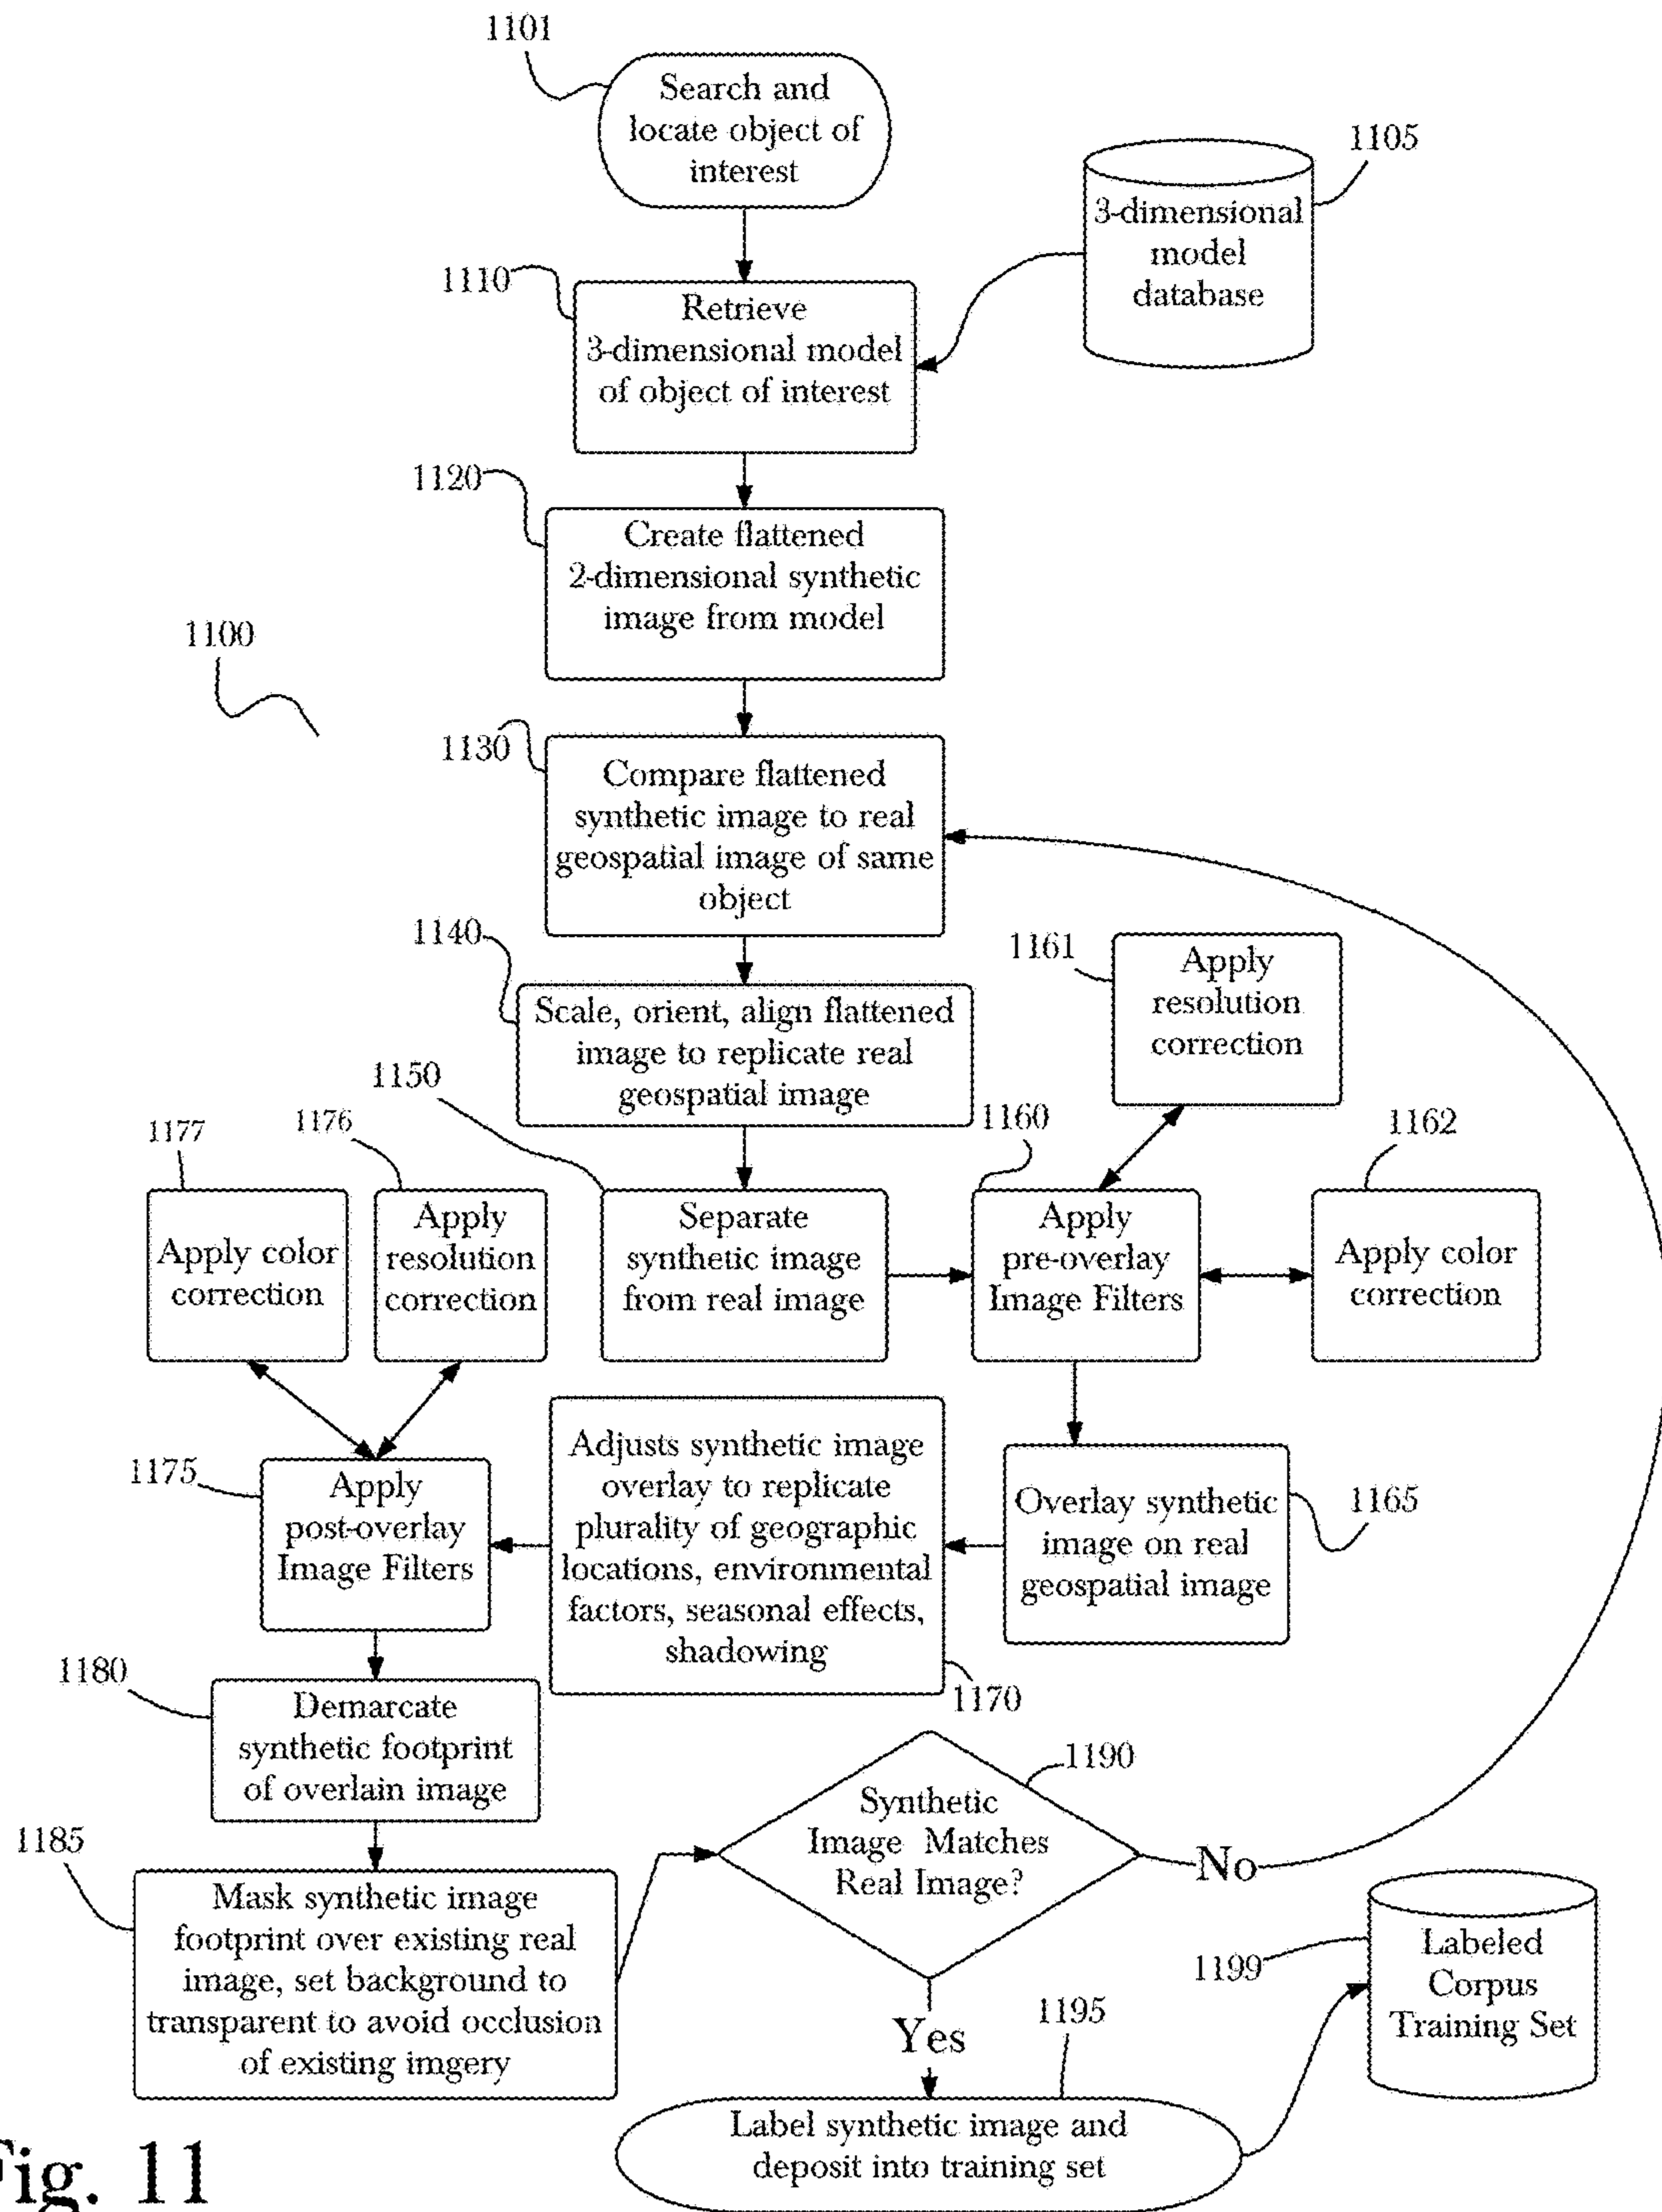 1101
Search and
locate object of
interest
1105
3-dimensional
model
database
1110
Retrieve
3-dimensional model
of object of interest
1120
Create flattened
2-dimensional synthetic
image from model
1100
1130
Compare flattened
synthetic image to real
geospatial image of same
object
1140
Scale, orient, align flattened
image to replicate real
geospatial image
1161
Apply
resolution
correction
1150
1160
1162
1177
1176
Apply color
correction
Apply
resolution
correction
Separate
synthetic image
from real image
Apply
pre-overlay
Image Filters
Apply color
correction
1175
Apply
post-overlay
Image Filters
Adjusts synthetic image
overlay to replicate
plurality of geographic
locations, environmental
factors, seasonal effects,
shadowing
1170
Overlay synthetic
image on real
geospatial image
1165
1180
Demarcate
synthetic footprint
of overlain image
1190
Synthetic
Image Matches
Real Image?
No
1185
Mask synthetic image
footprint over existing real
image, set background to
transparent to avoid occlusion
of existing imgery
Yes
1195
1199
Labeled
Corpus
Training Set
Label synthetic image and
deposit into training set
Fig. 11